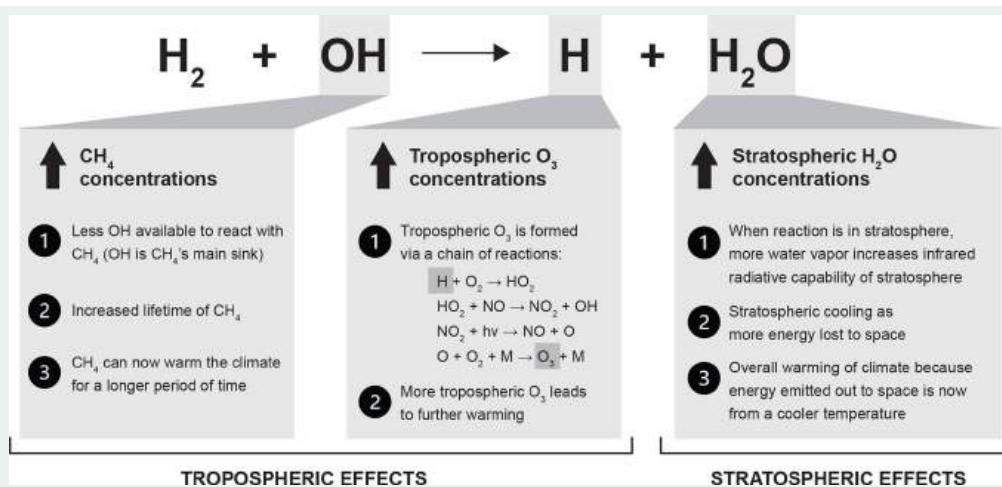 H₂ + OH → H + H₂O
CH₄
concentrations
1 Less OH available to react with
CH₄ (OH is CH₄'s main sink)
2 Increased lifetime of CH₄
3 CH₄ can now warm the climate
for a longer period of time
Tropospheric O₃
concentrations
1 Tropospheric O₃ is formed
via a chain of reactions:
H + O₂ → HO₂
HO₂ + NO → NO₂ + OH
NO₂ + hv → NO + O
O + O₂ + M → O₃ + M
2 More tropospheric O₃ leads
to further warming
Stratospheric H₂O
concentrations
1 When reaction is in stratosphere,
more water vapor increases infrared
radiative capability of stratosphere
2 Stratospheric cooling as
more energy lost to space
3 Overall warming of climate because
energy emitted out to space is now
from a cooler temperature
TROPOSPHERIC EFFECTS
STRATOSPHERIC EFFECTS